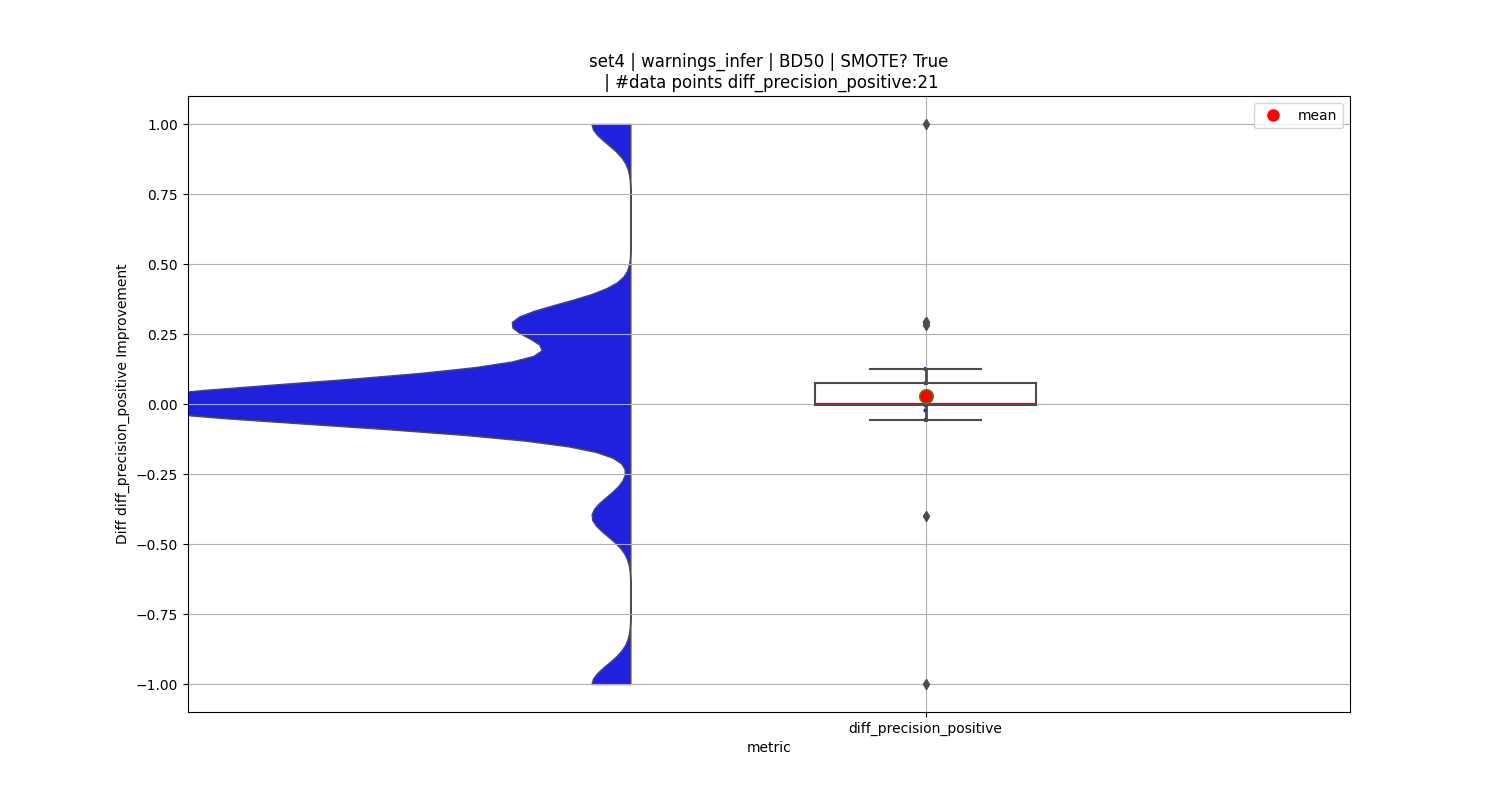 set4 | warnings_infer | BD50 | SMOTE? True
| #data points diff_precision_positive:21
mean
1.00
0.75
0.50
0.25
0.00
−0.25
−0.50
−0.75
−1.00
Diff diff_precision_positive Improvement
diff_precision_positive
metric